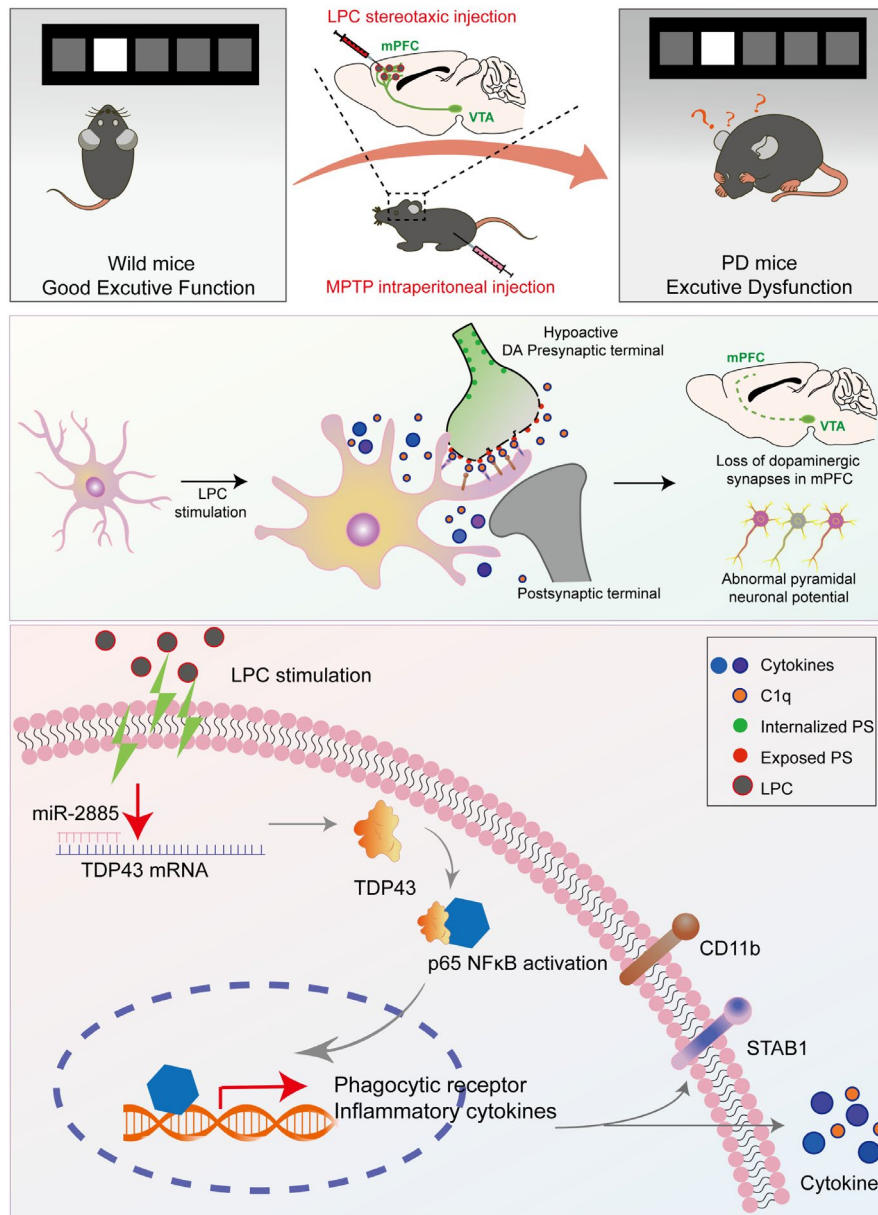 LPC stereotaxic injection
mPFC
VTA
Wild mice
Good Excutive Function
MPTP intraperitoneal injection
PD mice
Excutive Dysfunction
? ? ?
Hypoactive
DA Presynaptic terminal
LPC
stimulation
Postsynaptic terminal
mPFC
VTA
Loss of dopaminergic
synapses in mPFC
Abnormal pyramidal
neuronal potential
LPC stimulation
Cytokines
C1q
Internalized PS
Exposed PS
LPC
miR-2885
TDP43 mRNA
TDP43
p65 NFκB activation
CD11b
STAB1
Phagocytic receptor
Inflammatory cytokines
Cytokine